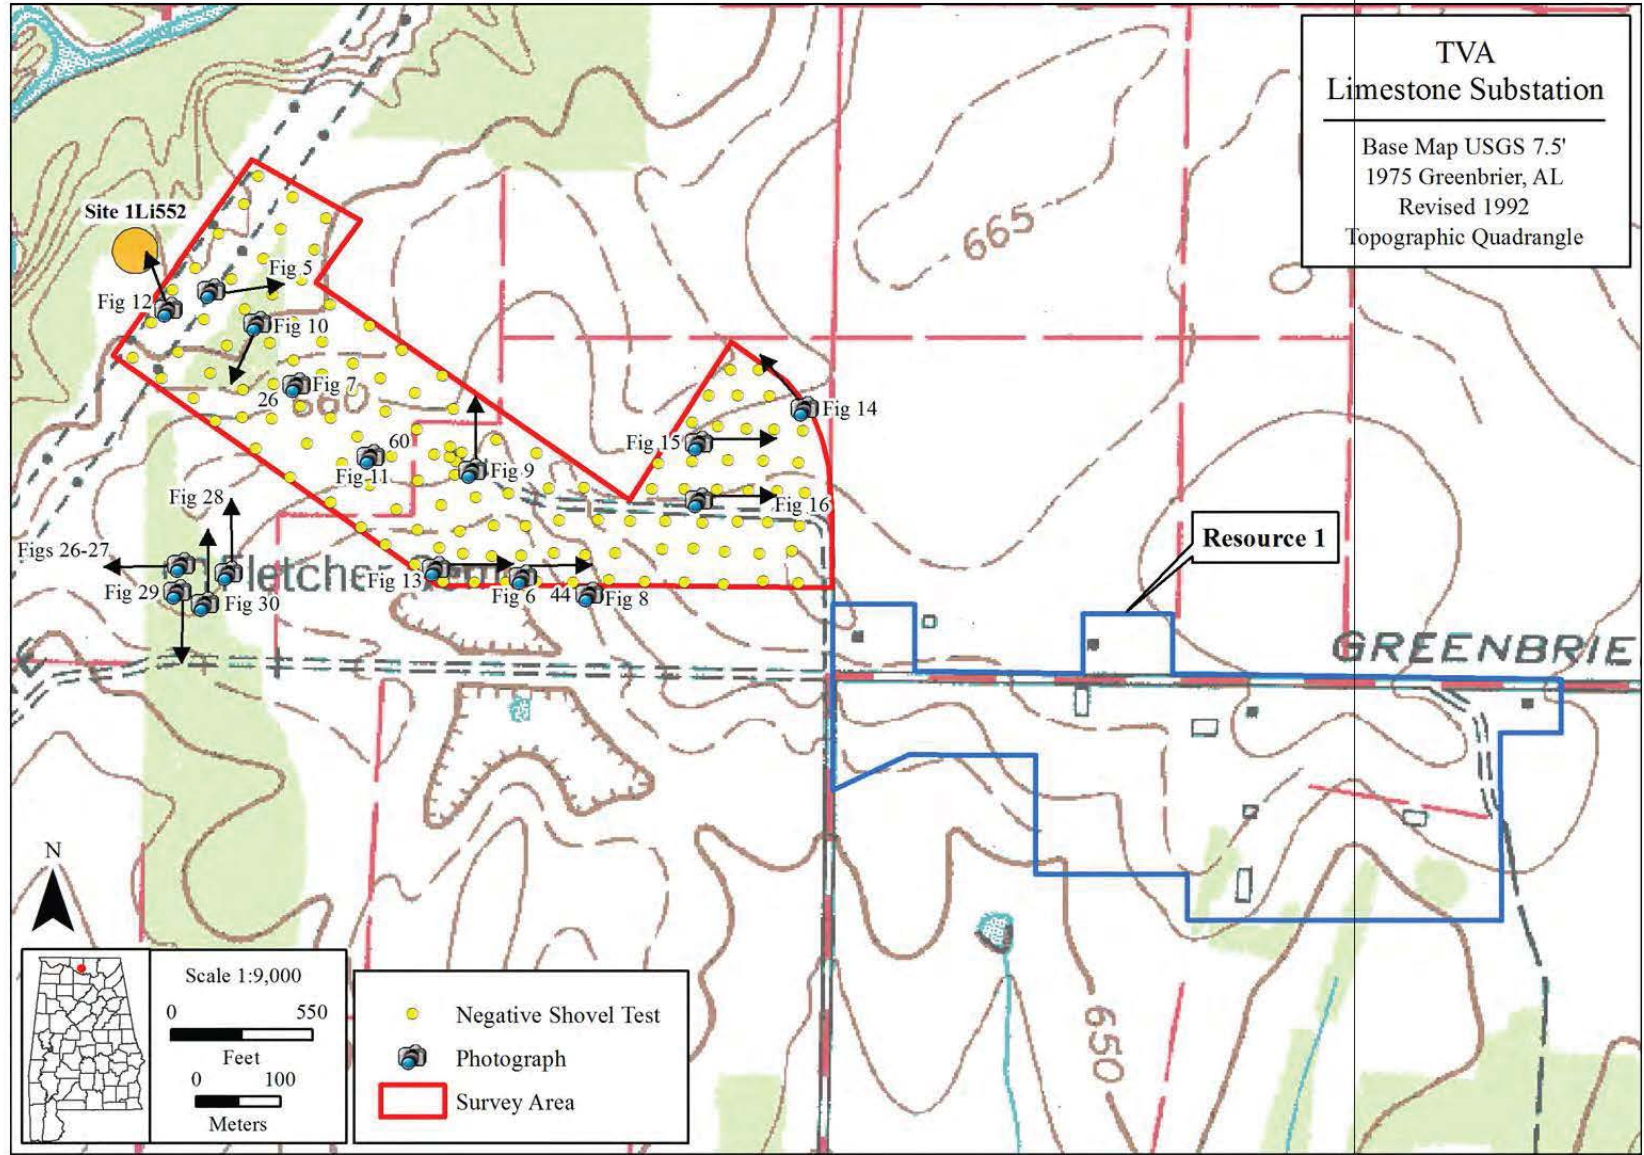 TVA
Limestone Substation
Base Map USGS 7.5'
1975 Greenbrier, AL
Revised 1992
Topographic Quadrangle
Site 1Li552
665
Fig 5
Fig 12
Fig 10
Fig 7
26
660
Fig 14
60
Fig 15
Fig 11
Fig 9
Fig 28
Fig 16
Resource 1
Figs 26-27
Fletcher
Fig 13
Fig 29
Fig 30
Fig 6
44
Fig 8
GREENBRIE
N
650
Scale 1:9,000
0 550
Feet
0 100
Meters
Negative Shovel Test
Photograph
Survey Area